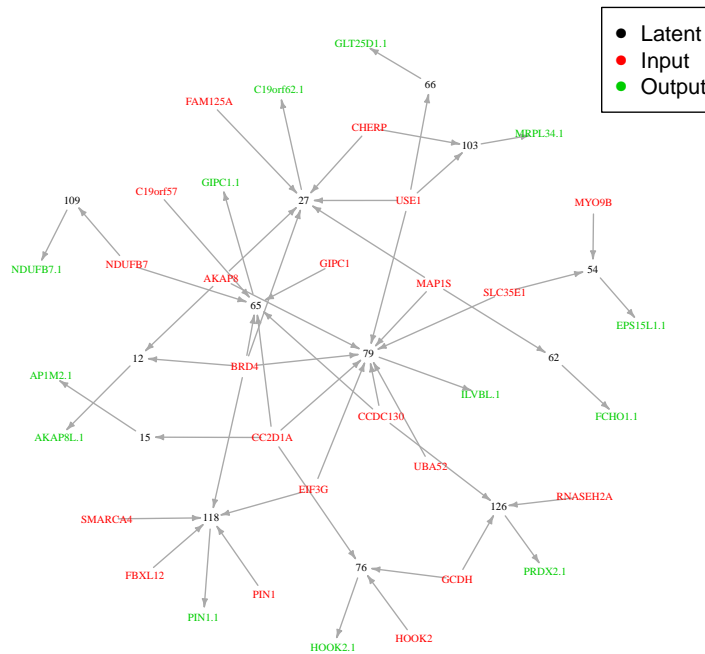 Latent
Input
Output
GLT25D1.1
66
C19orf62.1
FAM125A
CHERP
MRPL34.1
103
GIPC1.1
C19orf57
109
27
USE1
MYO9B
NDUFB7.1
NDUFB7
GIPC1
54
AKAP8
MAP1S
SLC35E1
65
EPS15L1.1
12
79
62
BRD4
AP1M2.1
ILVBL.1
FCHO1.1
CCDC130
AKAP8L.1
15
CC2D1A
UBA52
EIF3G
RNASEH2A
126
SMARCA4
118
76
PRDX2.1
FBXL12
GCDH
PIN1
PIN1.1
HOOK2
HOOK2.1